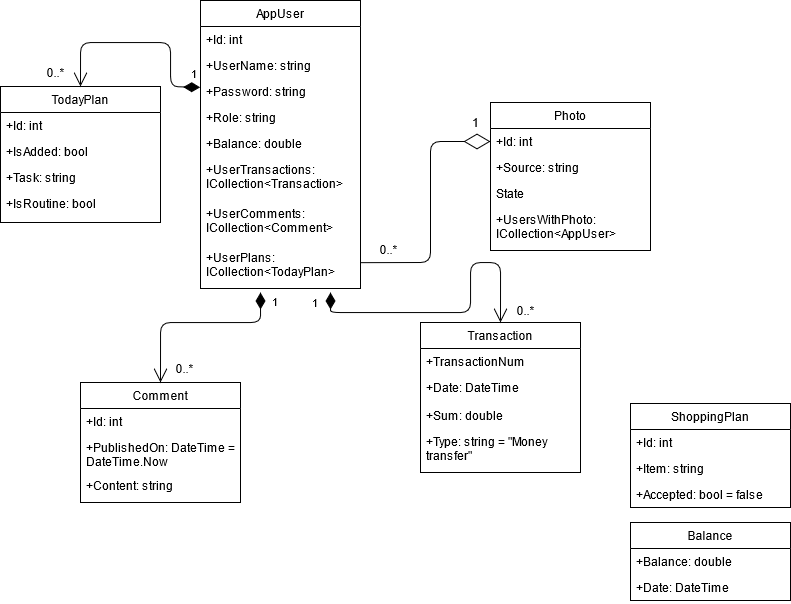 AppUser
+Id: int
+UserName: string
+Password: string
+Role: string
+Balance: double
+UserTransactions:
ICollection<Transaction>
+UserComments:
ICollection<Comment>
+UserPlans:
ICollection<TodayPlan>
1
0..*
TodayPlan
+Id: int
+IsAdded: bool
+Task: string
+IsRoutine: bool
1
0..*
Photo
+Id: int
+Source: string
State
+UsersWithPhoto:
ICollection<AppUser>
1
0..*
Comment
+Id: int
+PublishedOn: DateTime =
DateTime.Now
+Content: string
1
0..*
Transaction
+TransactionNum
+Date: DateTime
+Sum: double
+Type: string = "Money
transfer"
ShoppingPlan
+Id: int
+Item: string
+Accepted: bool = false
Balance
+Balance: double
+Date: DateTime